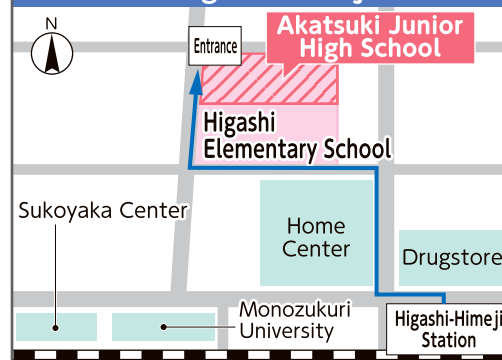 N
Entrance
Akatsuki Junior
High School
Higashi
Elementary School
Sukoyaka Center
Home
Center
Drugstore
Monozukuri
University
Higashi-Himeji
Station